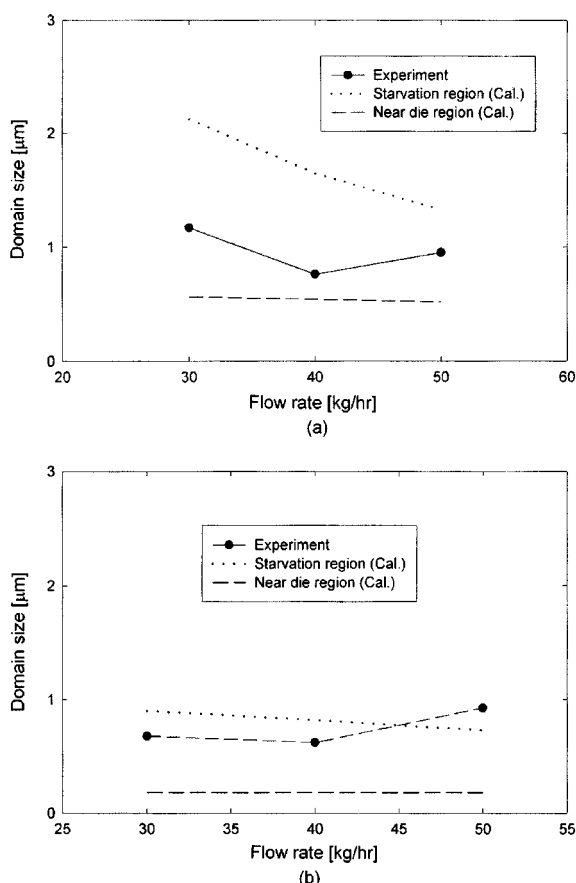 3
Experiment
Starvation region (Cal.)
Near die region (Cal.)
2
Domain size [μm]
1
0
20 30 40 50 60
Flow rate [kg/hr]
(a)
3
Experiment
Starvation region (Cal.)
Near die region (Cal.)
2
Domain size [μm]
1
0
25 30 35 40 45 50 55
Flow rate [kg/hr]
(b)